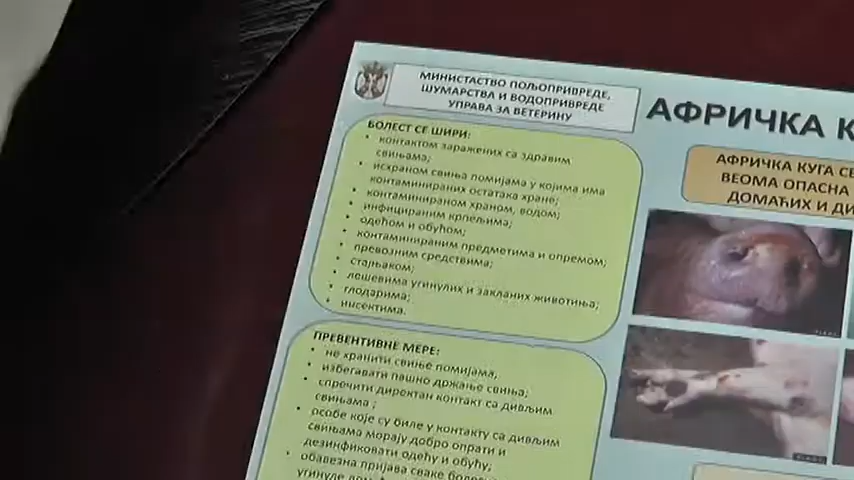 МИНИСТАСТВО ПОЉОПРИВРЕДЕ,
ШУМАРСТВА И ВОДОПРИВРЕДЕ
УПРАВА ЗА ВЕТЕРИНУ
АФРИЧКА К
БОЛЕСТ СЕ ШИРИ:
• контактом заражених са здравим
свињама;
• исхраном свиња помијама у којима има
контаминираних остатака хране;
• контаминираном храном, водом;
• инфицираним крпељима;
• одећом и обућом;
• контаминираним предметима и опремом;
• превозним средствима;
• стајњаком;
• лешевима угинулих и закланих животиња;
• глодарима;
• инсектима.
АФРИЧКА КУГА СВ
ВЕОМА ОПАСНА
ДОМАЋИХ И ДИ
ПРЕВЕНТИВНЕ МЕРЕ:
• не хранити свиње помијама,
• избегавати пашно држање свиња;
• спречити директан контакт са дивљим
свињама ;
• особе које су биле у контакту са дивљим
свињама морају добро опрати и
дезинфиковати одећу и обућу;
• обавезна пријава сваке
угинуле